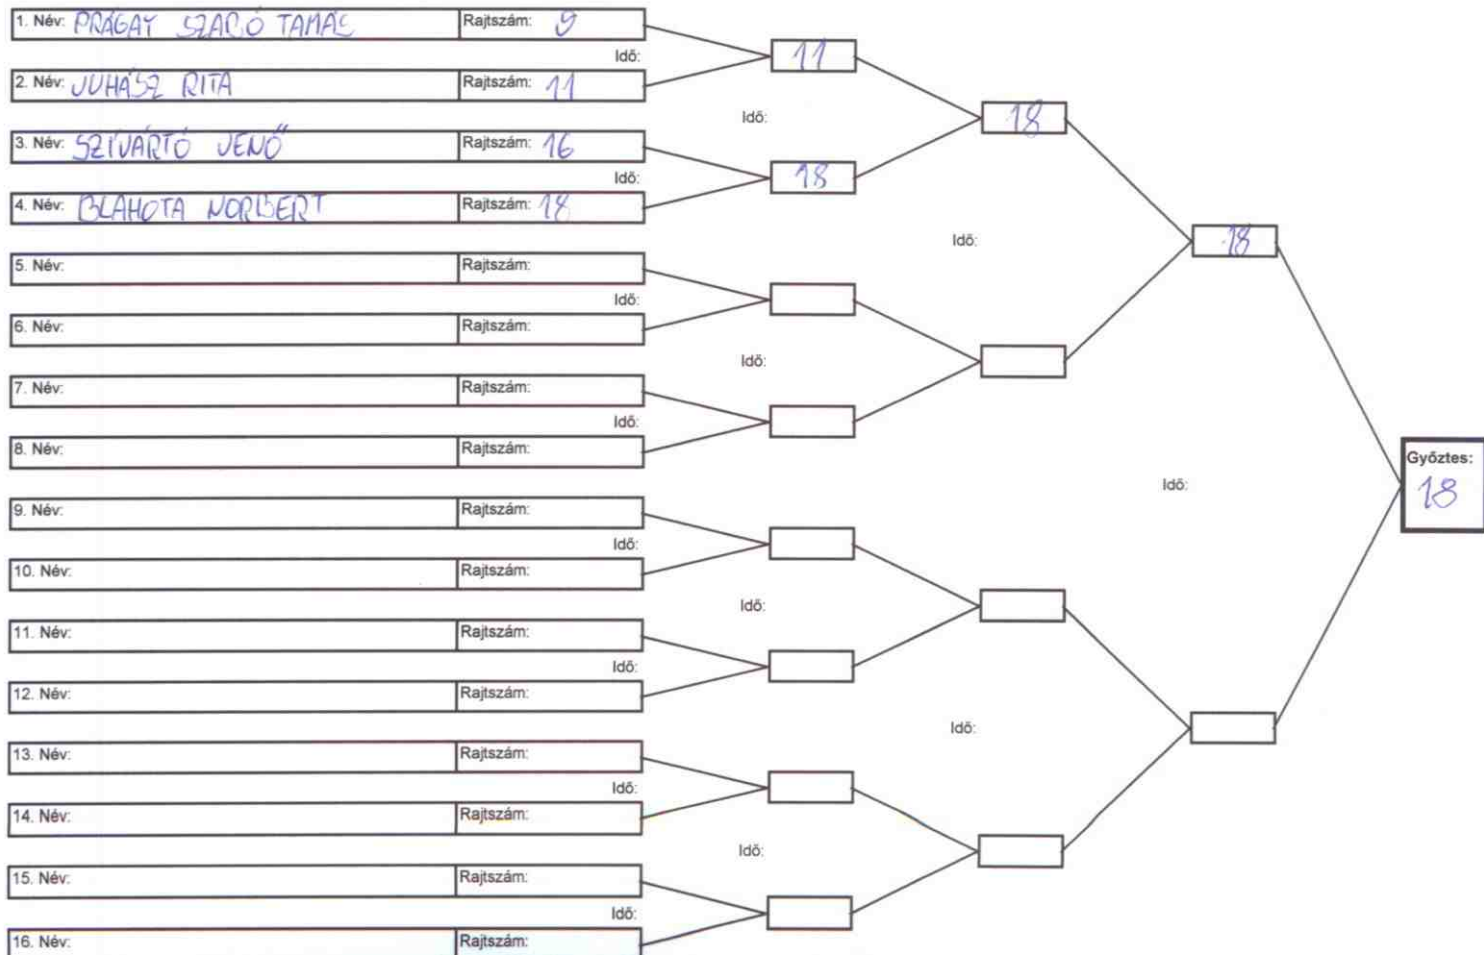 1. Név: PRÁGAY SZABÓ TAMÁS Rajtszám: 9
Idő:
11
2. Név: JUHÁSZ RITA Rajtszám: 11
Idő:
18
3. Név: SZIVÁRTÓ JENŐ Rajtszám: 16
Idő:
18
4. Név: BLAHOTA NORBERT Rajtszám: 18
Idő:
18
5. Név: Rajtszám:
Idő:
6. Név: Rajtszám:
Idő:
7. Név: Rajtszám:
Idő:
8. Név: Rajtszám:
Győztes:
18
Idő:
9. Név: Rajtszám:
Idő:
10. Név: Rajtszám:
Idő:
11. Név: Rajtszám:
Idő:
12. Név: Rajtszám:
Idő:
13. Név: Rajtszám:
Idő:
14. Név: Rajtszám:
Idő:
15. Név: Rajtszám:
Idő:
16. Név: Rajtszám: